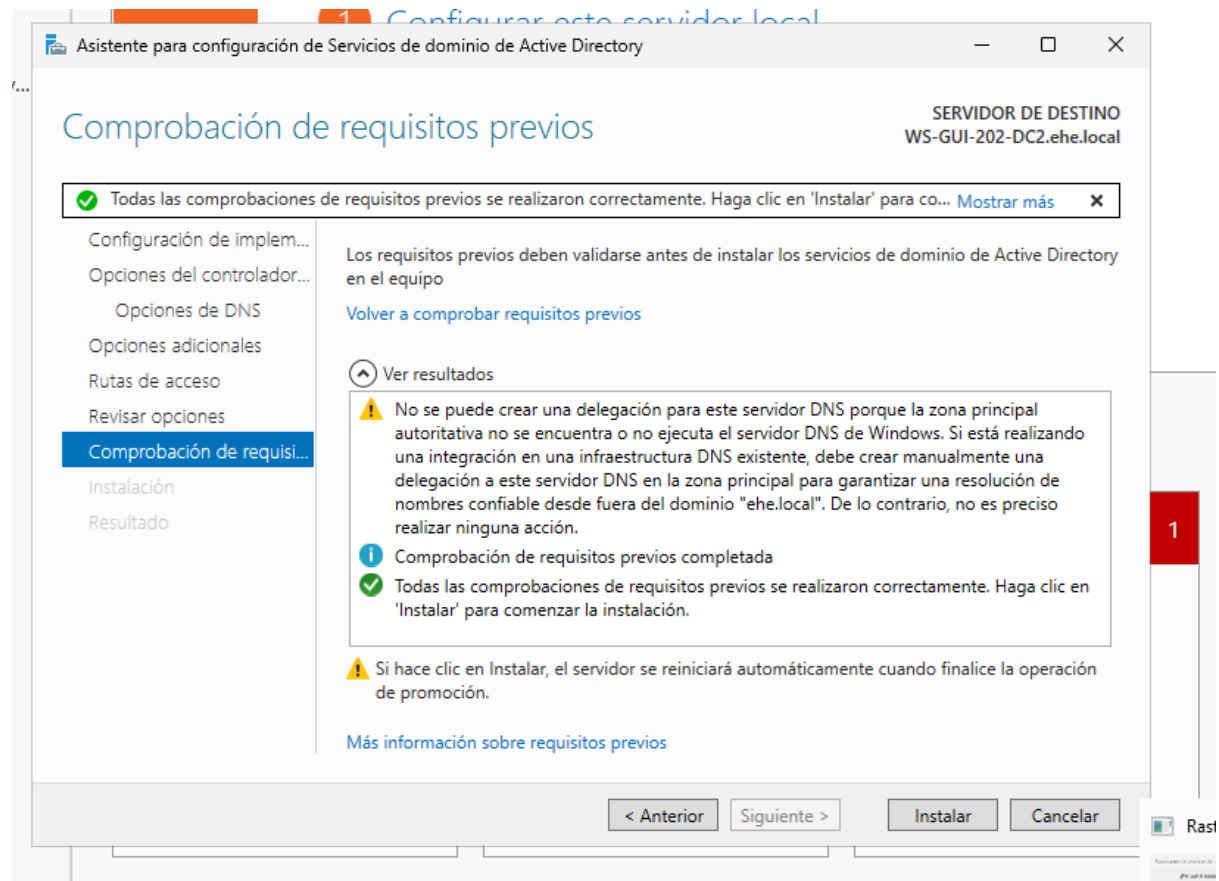 1 Configurar este servidor local
Asistente para configuración de Servicios de dominio de Active Directory
Comprobación de requisitos previos
SERVIDOR DE DESTINO
WS-GUI-202-DC2.ehe.local
Todas las comprobaciones de requisitos previos se realizaron correctamente. Haga clic en 'Instalar' para co... Mostrar más
Configuración de implem...
Opciones del controlador...
Opciones de DNS
Opciones adicionales
Rutas de acceso
Revisar opciones
Comprobación de requisi...
Instalación
Resultado
Los requisitos previos deben validarse antes de instalar los servicios de dominio de Active Directory
en el equipo
Volver a comprobar requisitos previos
Ver resultados
No se puede crear una delegación para este servidor DNS porque la zona principal
autoritativa no se encuentra o no ejecuta el servidor DNS de Windows. Si está realizando
una integración en una infraestructura DNS existente, debe crear manualmente una
delegación a este servidor DNS en la zona principal para garantizar una resolución de
nombres confiable desde fuera del dominio "ehe.local". De lo contrario, no es preciso
realizar ninguna acción.
Comprobación de requisitos previos completada
Todas las comprobaciones de requisitos previos se realizaron correctamente. Haga clic en
'Instalar' para comenzar la instalación.
Si hace clic en Instalar, el servidor se reiniciará automáticamente cuando finalice la operación
de promoción.
Más información sobre requisitos previos
< Anterior
Siguiente >
Instalar
Cancelar
1
Rast